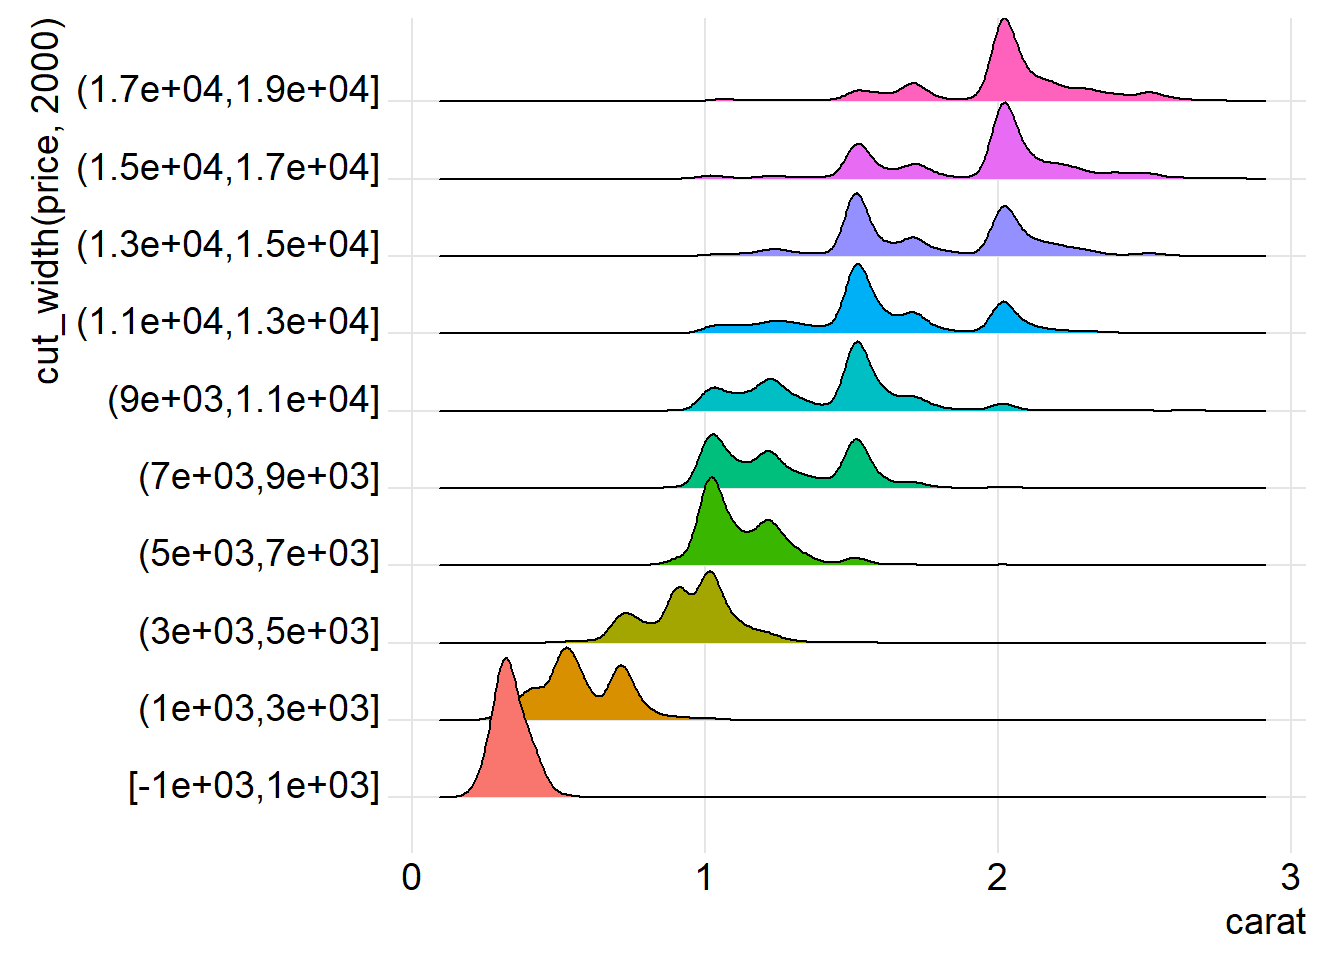 cut_width(price, 2000)
(1.7e+04,1.9e+04]
(1.5e+04,1.7e+04]
(1.3e+04,1.5e+04]
(1.1e+04,1.3e+04]
(9e+03,1.1e+04]
(7e+03,9e+03]
(5e+03,7e+03]
(3e+03,5e+03]
(1e+03,3e+03]
[-1e+03,1e+03]
0 1 2 3
carat